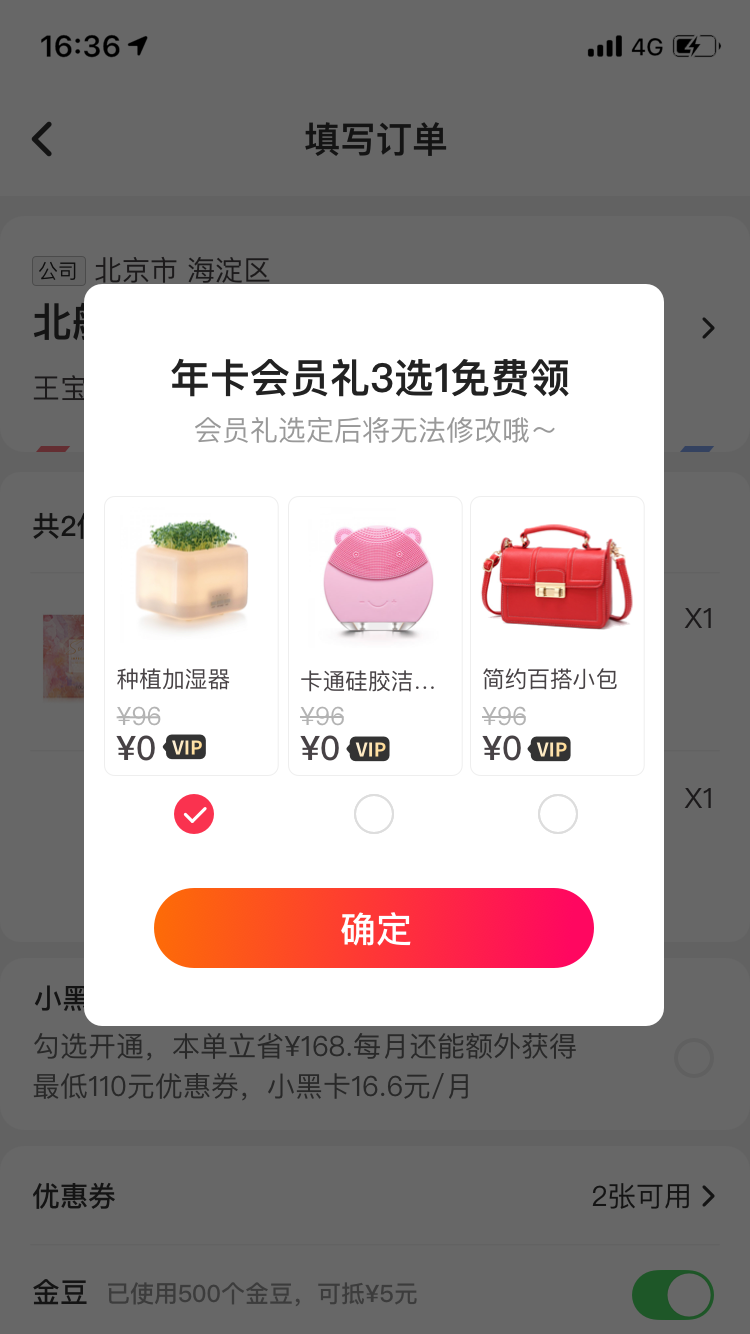 16:36
4G
填写订单
公司 北京市 海淀区
北
王宝
年卡会员礼3选1免费领
会员礼选定后将无法修改哦～
共2
X1
种植加湿器
卡通硅胶洁...
简约百搭小包
¥96
¥96
¥96
¥0 VIP
¥0 VIP
¥0 VIP
X1
确定
小黑
勾选开通，本单立省¥168.每月还能额外获得
最低110元优惠券，小黑卡16.6元/月
优惠券
2张可用
金豆 已使用500个金豆，可抵¥5元